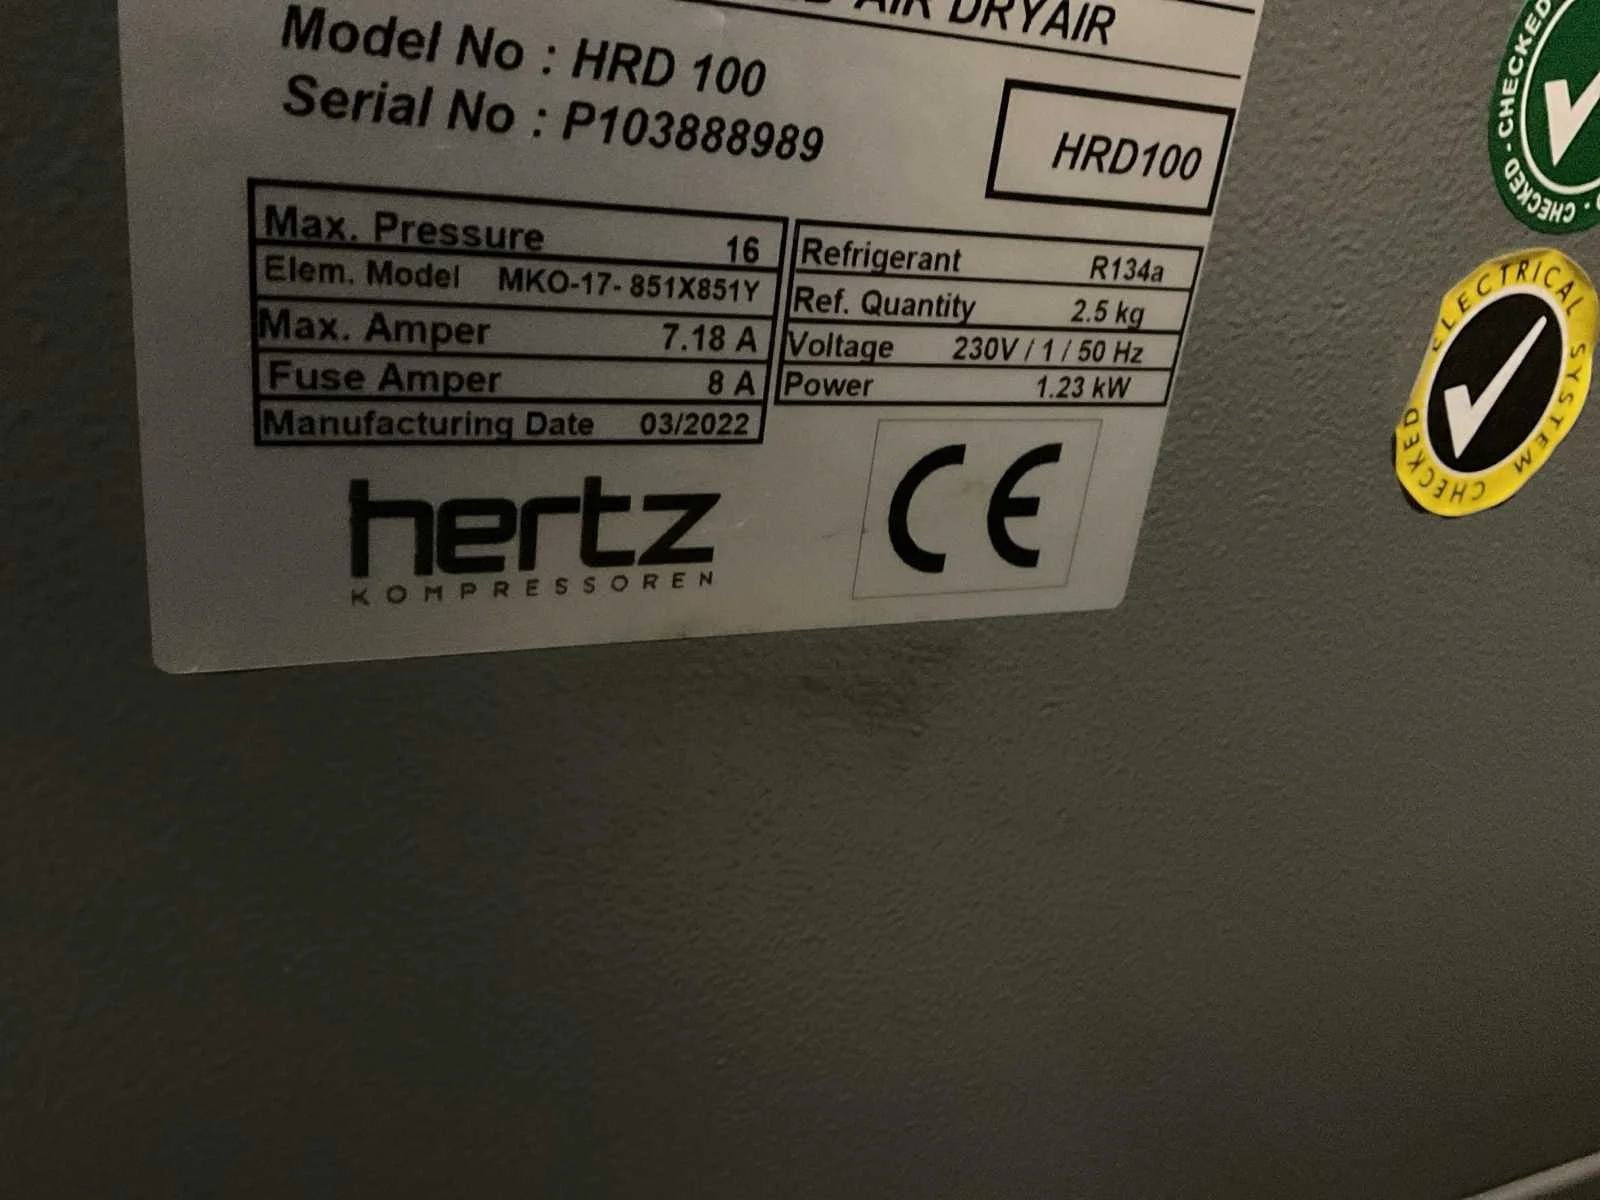 AIR DRYAIR
Model No : HRD 100
Serial No : P103888989
HRD100
Max. Pressure 16
Elem. Model MKO-17- 851X851Y
Max. Amper 7.18 A
Fuse Amper 8 A
Manufacturing Date 03/2022
Refrigerant R134a
Ref. Quantity 2.5 kg
Voltage 230V / 1 / 50 Hz
Power 1.23 kW
hertz
KOMPRESSOREN
CE
CHECKED · CHECKED ·
ELECTRICAL SYSTEM CHECKED